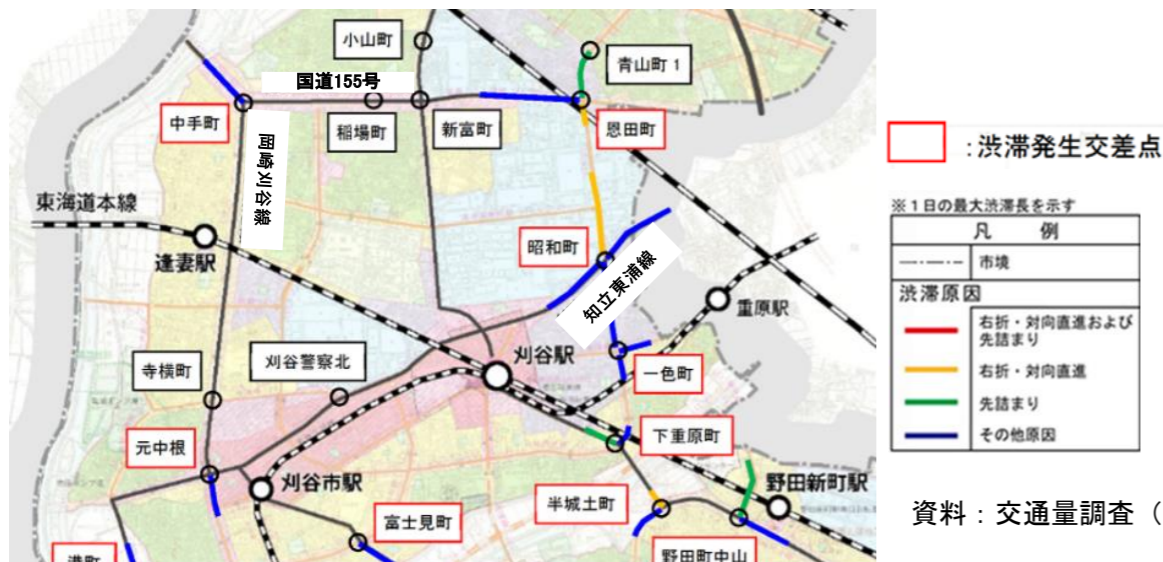 小山町
青山町 1
国道155号
中手町
稲場町
新富町
恩田町
岡崎刈谷線
東海道本線
逢妻駅
昭和町
知立東浦線
重原駅
刈谷駅
一色町
寺横町
刈谷警察北
元中根
下重原町
刈谷市駅
半城土町
野田新町駅
富士見町
野田町中山
港町
:渋滞発生交差点
※1日の最大渋滞長を示す
凡 例
市境
渋滞原因
右折・対向直進および
先詰まり
右折・対向直進
先詰まり
その他原因
資料:交通量調査(